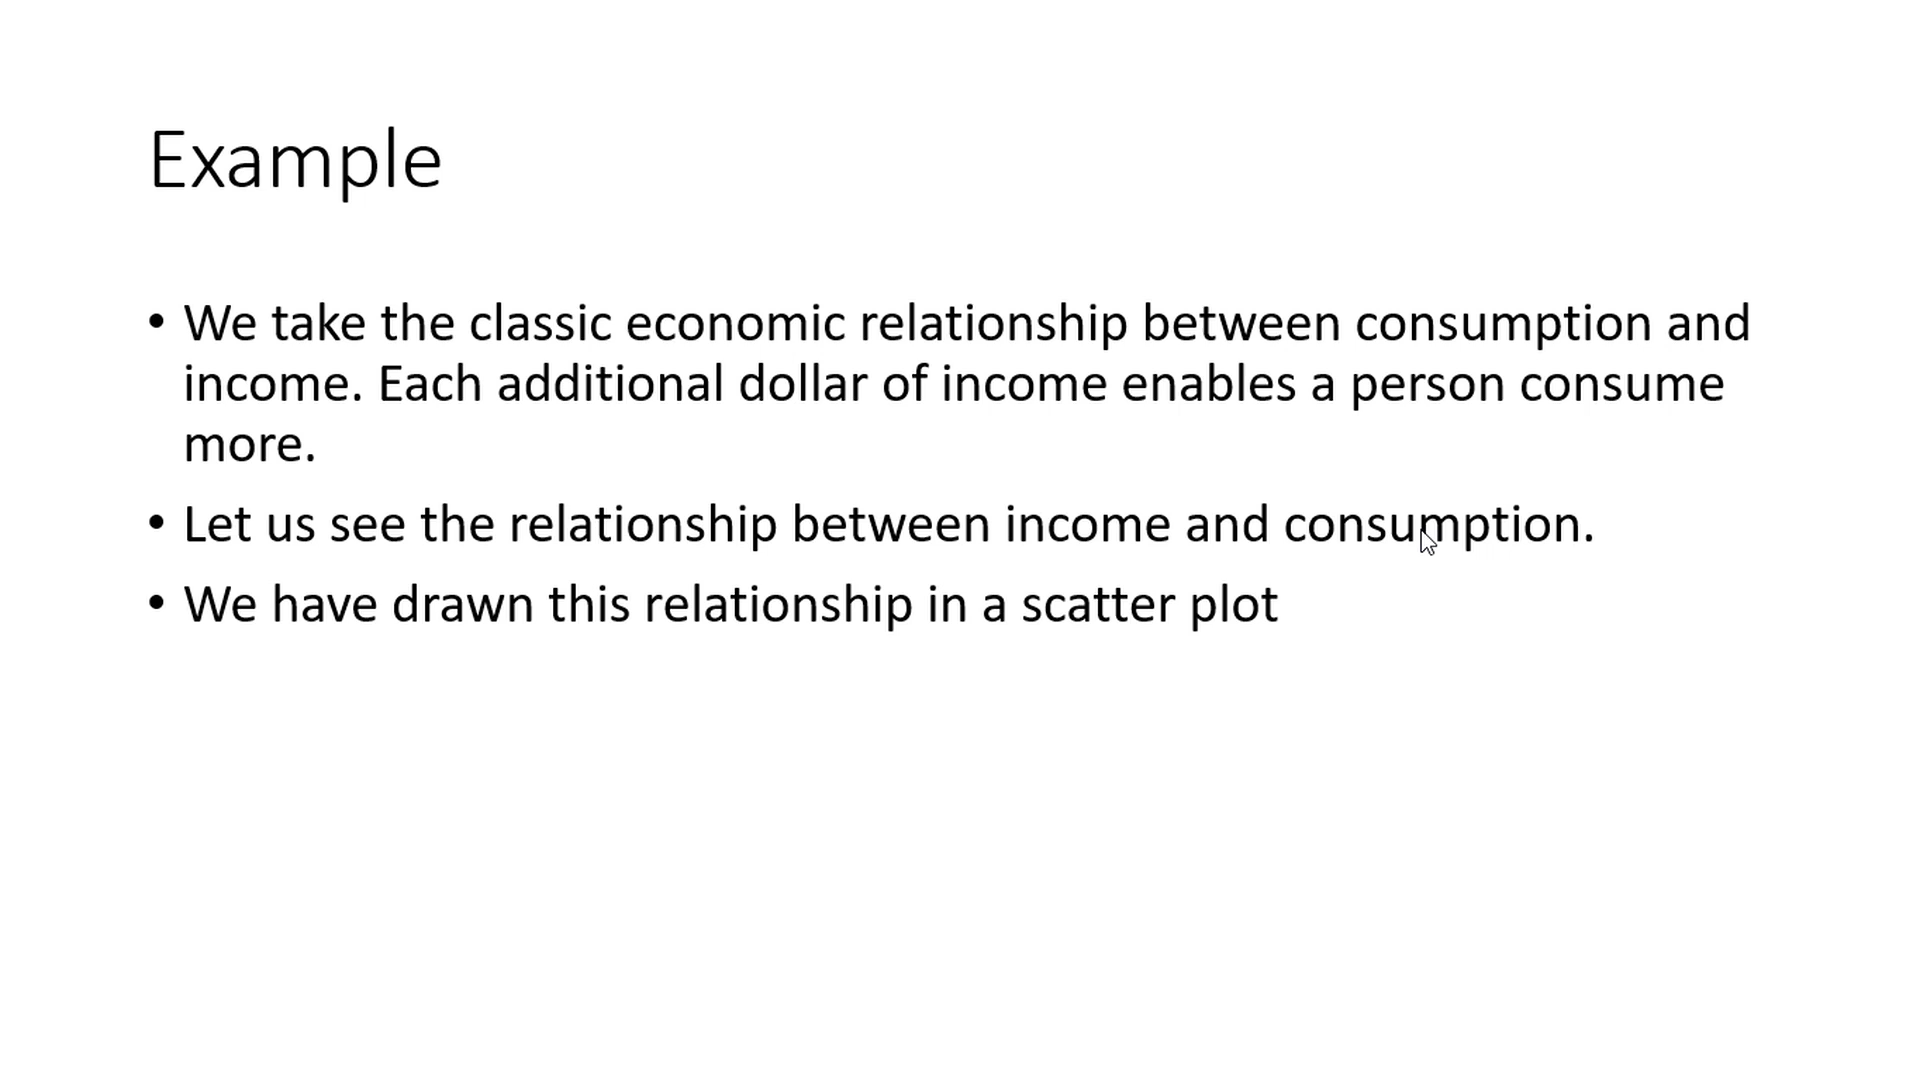 Example
• We take the classic economic relationship between consumption and
income. Each additional dollar of income enables a person consume
more.
• Let us see the relationship between income and consumption.
• We have drawn this relationship in a scatter plot